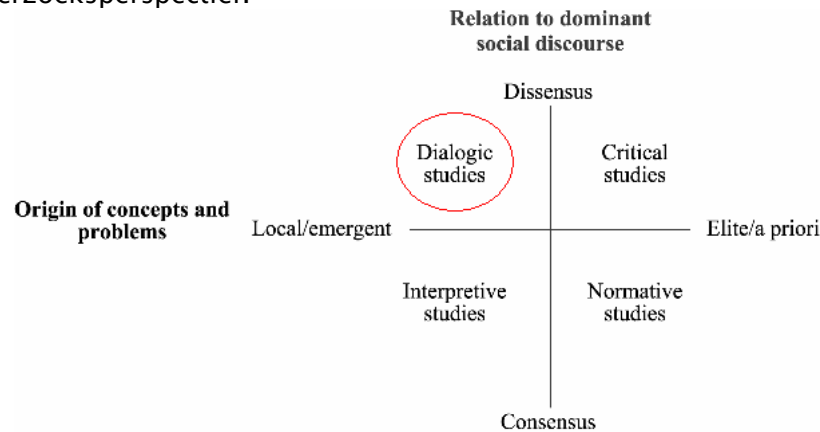 Relation to dominant
social discourse
Dissensus
Dialogic
studies
Critical
studies
Origin of concepts and
problems
Local/emergent
Elite/a priori
Interpretive
studies
Normative
studies
Consensus